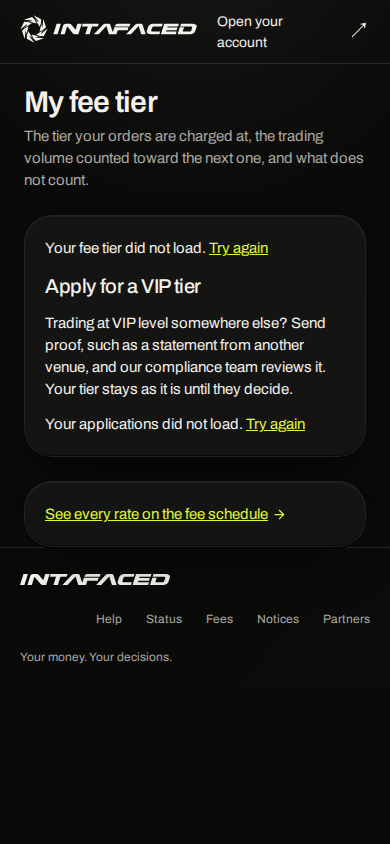 INTAFACED
Open your
account
My fee tier
The tier your orders are charged at, the trading
volume counted toward the next one, and what does
not count.
Your fee tier did not load. Try again
Apply for a VIP tier
Trading at VIP level somewhere else? Send
proof, such as a statement from another
venue, and our compliance team reviews it.
Your tier stays as it is until they decide.
Your applications did not load. Try again
See every rate on the fee schedule →
INTAFACED
Help Status Fees Notices Partners
Your money. Your decisions.